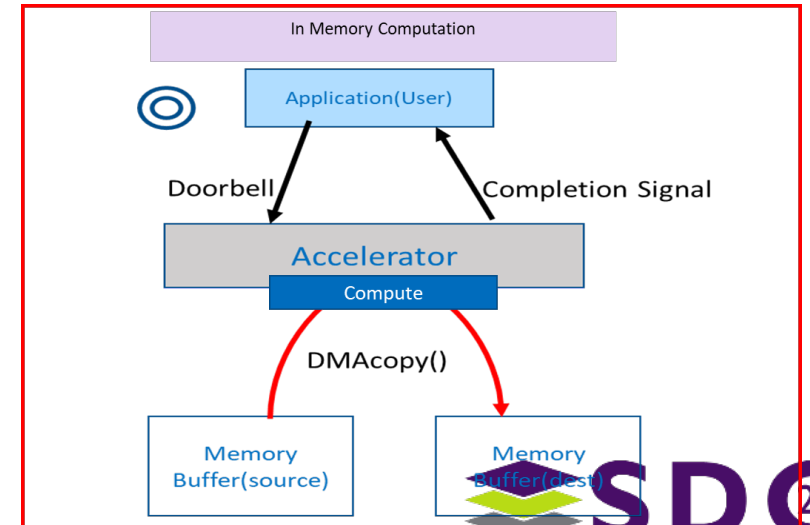 In Memory Computation
Application(User)
Doorbell
Completion Signal
Accelerator
Compute
DMAcopy()
Memory
Buffer(source)
Memory
Buffer(dest)
SDC